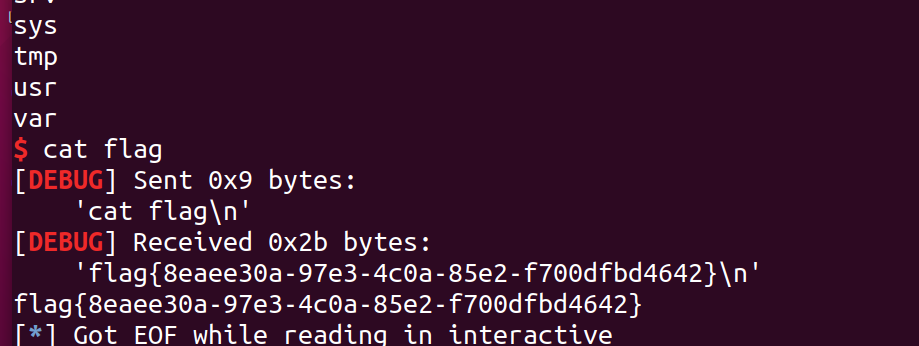 sys
tmp
usr
var
$ cat flag
[DEBUG] Sent 0x9 bytes:
    'cat flag\n'
[DEBUG] Received 0x2b bytes:
    'flag{8eaee30a-97e3-4c0a-85e2-f700dfbd4642}\n'
flag{8eaee30a-97e3-4c0a-85e2-f700dfbd4642}
[*] Got EOF while reading in interactive